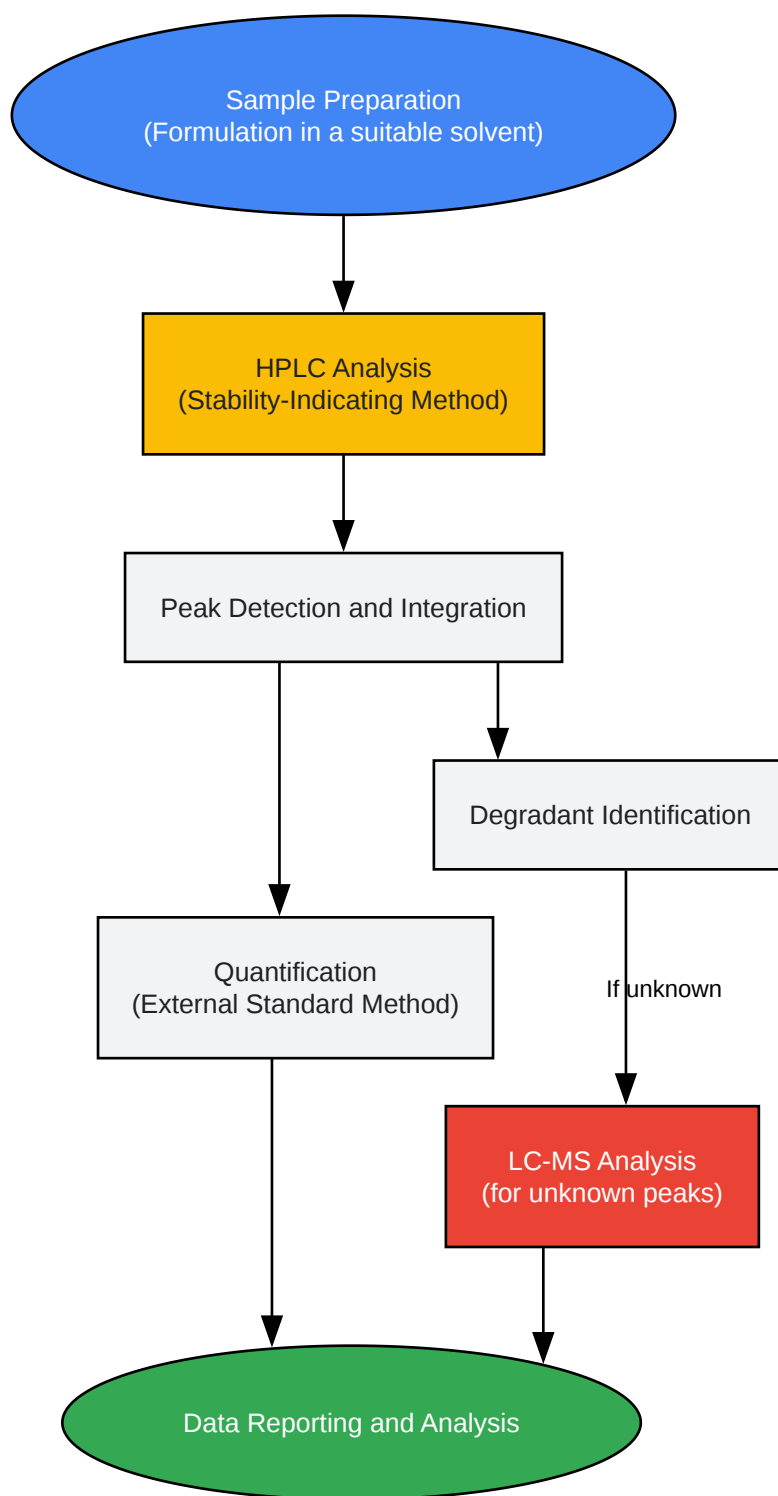 Sample Preparation
(Formulation in a suitable solvent)
HPLC Analysis
(Stability-Indicating Method)
Peak Detection and Integration
Degradant Identification
Quantification
(External Standard Method)
If unknown
LC-MS Analysis
(for unknown peaks)
Data Reporting and Analysis